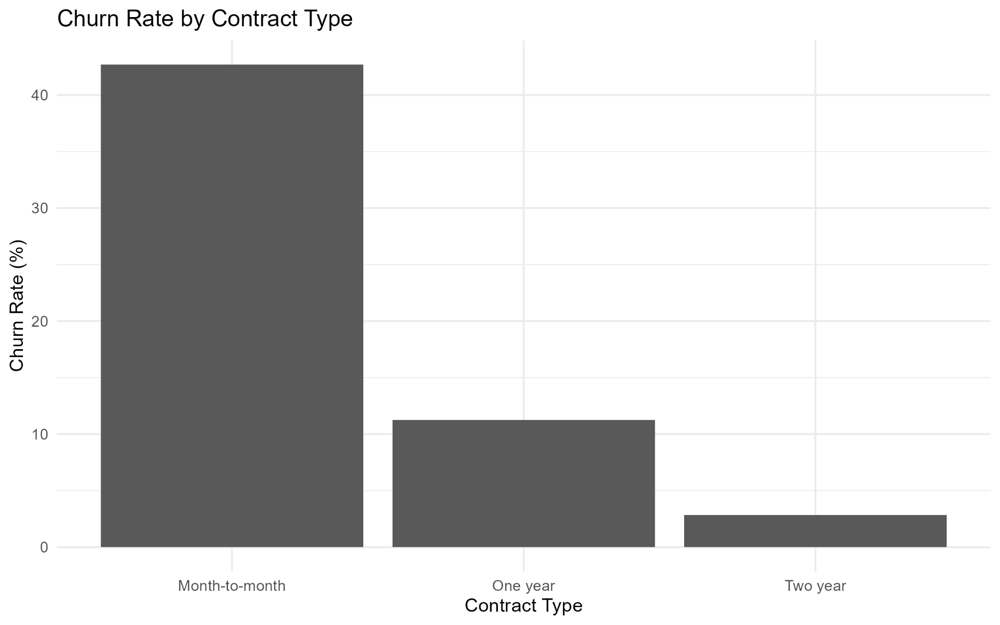 Churn Rate by Contract Type
Churn Rate (%)
40
30
20
10
0
Month-to-month
One year
Two year
Contract Type